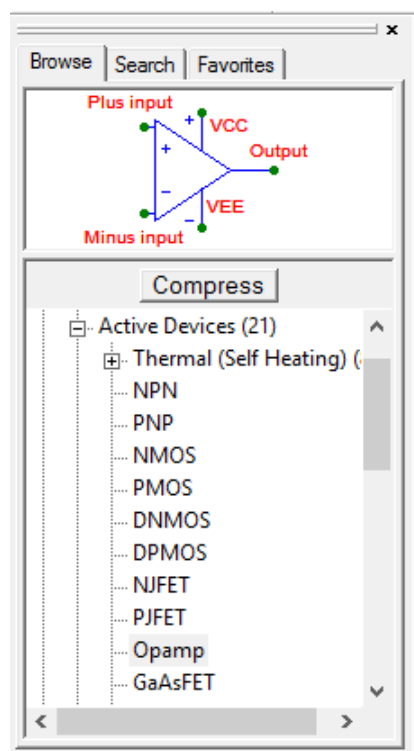 x
Browse Search Favorites
Plus input
+ VCC
+ Output
−
− VEE
Minus input
Compress
Active Devices (21)
Thermal (Self Heating) (
NPN
PNP
NMOS
PMOS
DNMOS
DPMOS
NJFET
PJFET
Opamp
GaAsFET